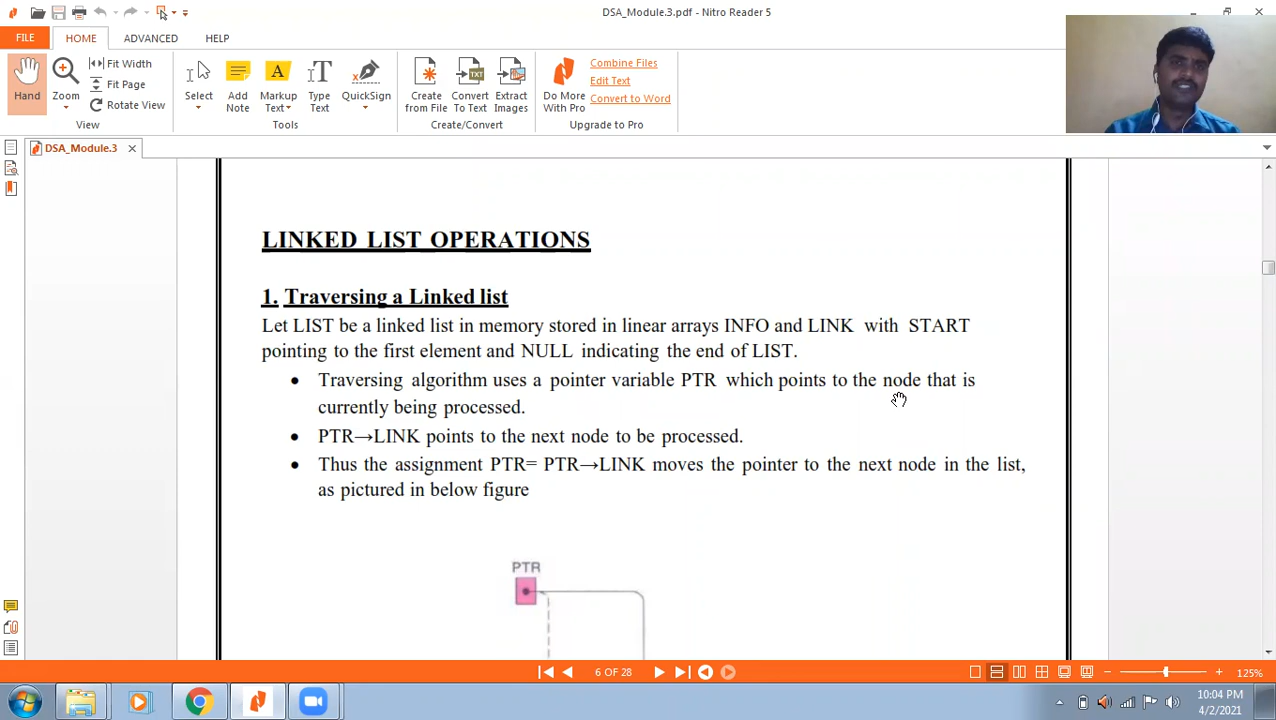 DSA_Module.3.pdf - Nitro Reader 5
FILE HOME ADVANCED HELP
Hand
Zoom
Fit Width
Fit Page
Rotate View
View
Select
Add Note
Markup Text
Type Text
QuickSign
Tools
Create from File
Convert To Text
Extract Images
Create/Convert
Do More With Pro
Combine Files
Edit Text
Convert to Word
Upgrade to Pro
DSA_Module.3
LINKED LIST OPERATIONS
1. Traversing a Linked list
Let LIST be a linked list in memory stored in linear arrays INFO and LINK with START
pointing to the first element and NULL indicating the end of LIST.
• Traversing algorithm uses a pointer variable PTR which points to the node that is
currently being processed.
• PTR→LINK points to the next node to be processed.
• Thus the assignment PTR= PTR→LINK moves the pointer to the next node in the list,
as pictured in below figure
PTR
6 OF 28
125%
10:04 PM
4/2/2021